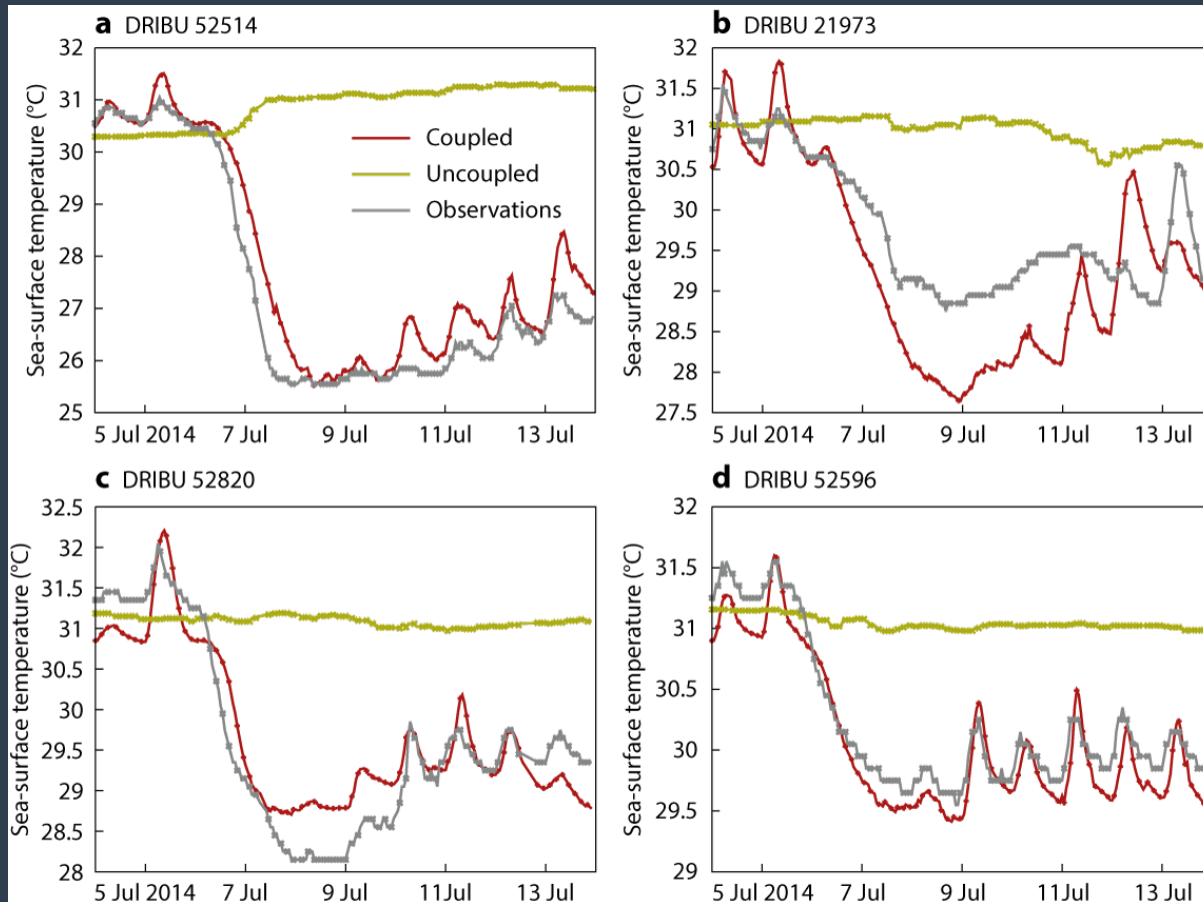 a DRIBU 52514
Sea-surface temperature (°C)
32
31
30
29
28
27
26
25
Coupled
Uncoupled
Observations
5 Jul 2014 7 Jul 9 Jul 11Jul 13 Jul
b DRIBU 21973
Sea-surface temperature (°C)
32
31.5
31
30.5
30
29.5
29
28.5
28
27.5
5 Jul 2014 7 Jul 9 Jul 11Jul 13 Jul
c DRIBU 52820
Sea-surface temperature (°C)
32.5
32
31.5
31
30.5
30
29.5
29
28.5
28
5 Jul 2014 7 Jul 9 Jul 11Jul 13 Jul
d DRIBU 52596
Sea-surface temperature (°C)
32
31.5
31
30.5
30
29.5
29
5 Jul 2014 7 Jul 9 Jul 11Jul 13 Jul